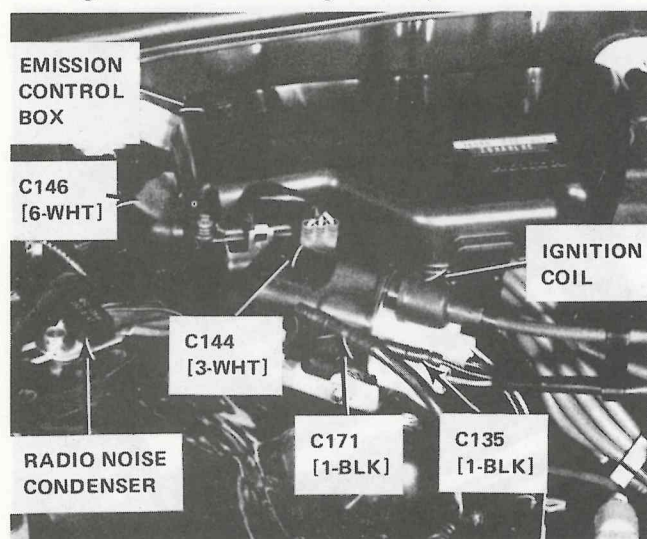 EMISSION
CONTROL
BOX
C146
[6-WHT]
IGNITION
COIL
C144
[3-WHT]
C171
[1-BLK]
C135
[1-BLK]
RADIO NOISE
CONDENSER